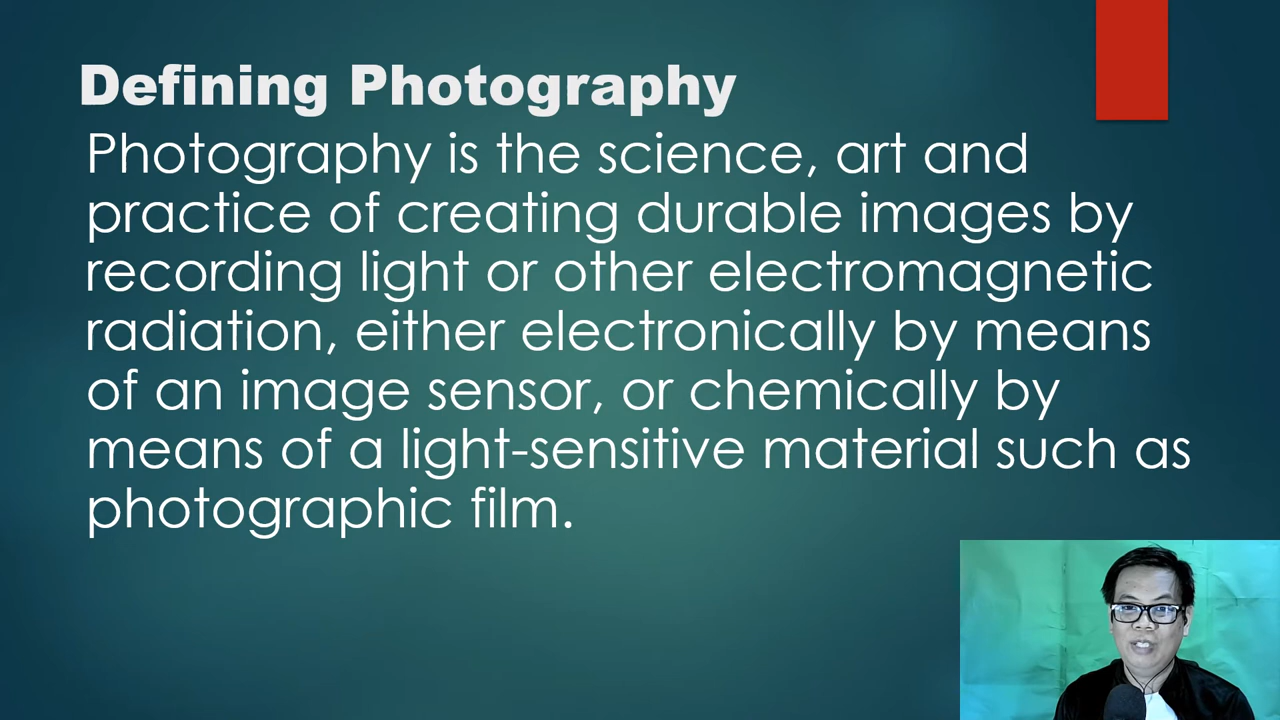 Defining Photography
Photography is the science, art and
practice of creating durable images by
recording light or other electromagnetic
radiation, either electronically by means
of an image sensor, or chemically by
means of a light-sensitive material such as
photographic film.